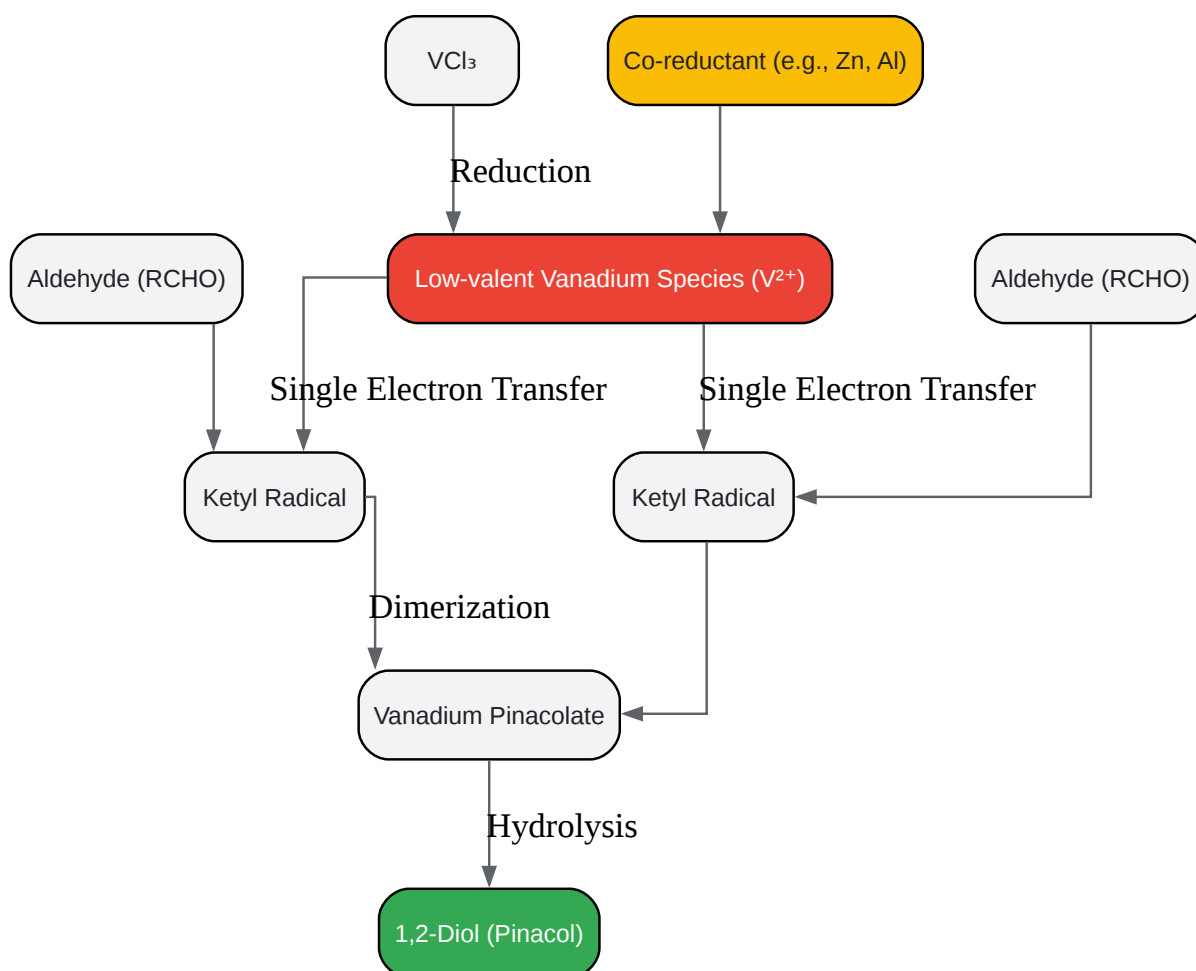 VCl₃
Co-reductant (e.g., Zn, Al)
Reduction
Aldehyde (RCHO)
Low-valent Vanadium Species (V²⁺)
Aldehyde (RCHO)
Single Electron Transfer
Single Electron Transfer
Ketyl Radical
Ketyl Radical
Dimerization
Vanadium Pinacolate
Hydrolysis
1,2-Diol (Pinacol)